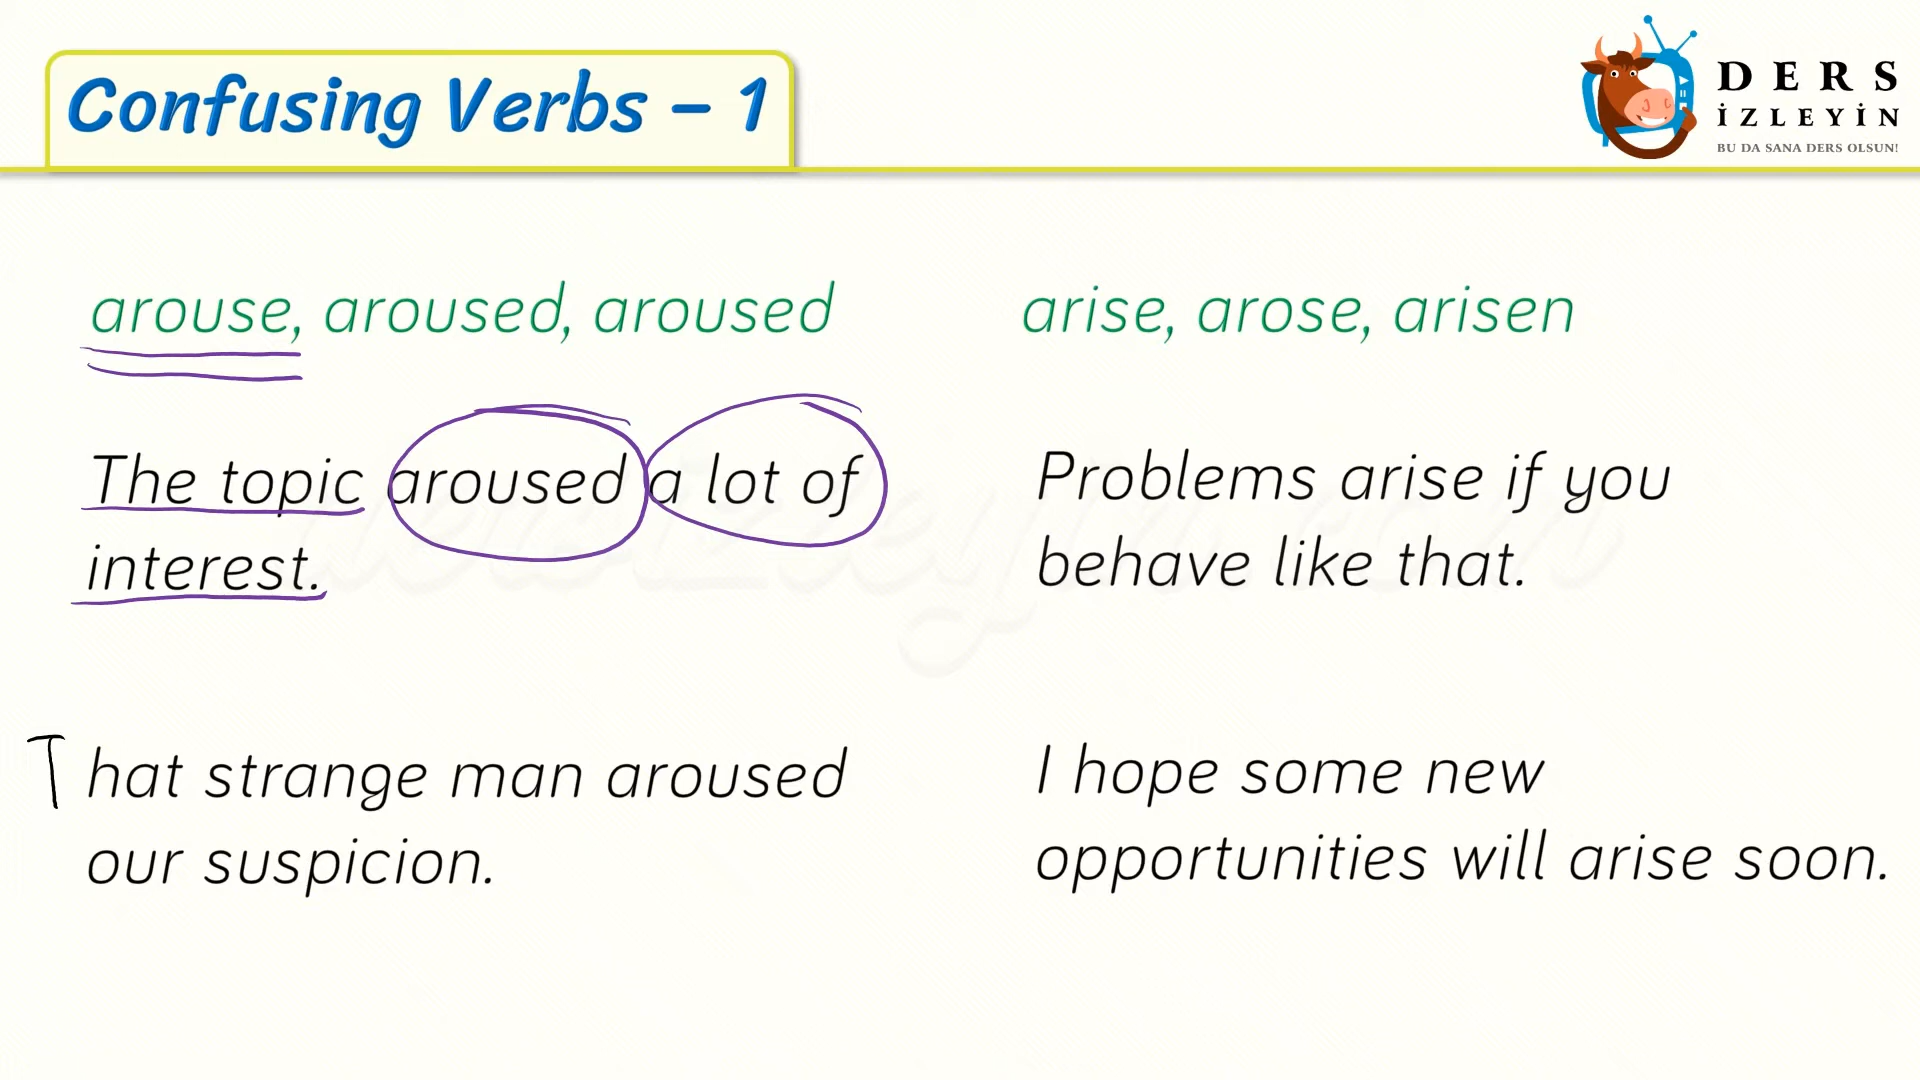 Confusing Verbs – 1
DERS
İZLEYİN
BU DA SANA DERS OLSUN!
arouse, aroused, aroused
The topic aroused a lot of
interest.
That strange man aroused
our suspicion.
arise, arose, arisen
Problems arise if you
behave like that.
I hope some new
opportunities will arise soon.
dersizleyin.com